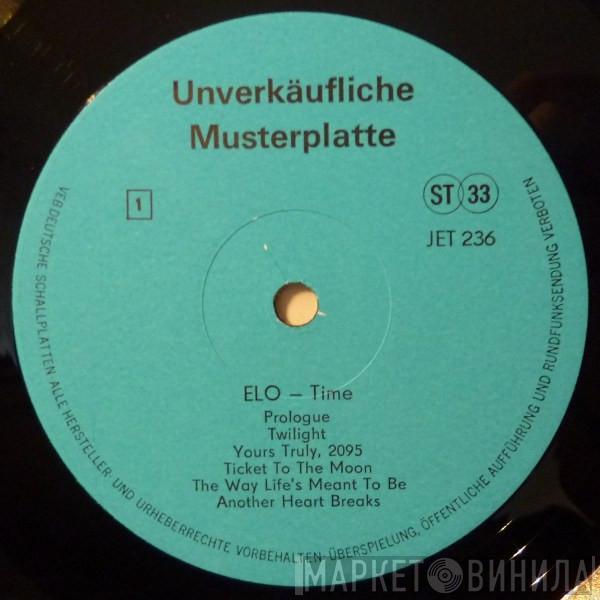 Unverkäufliche
Musterplatte
1
ST 33
JET 236
ELO – Time
Prologue
Twilight
Yours Truly, 2095
Ticket To The Moon
The Way Life's Meant To Be
Another Heart Breaks
VEB DEUTSCHE SCHALLPLATTEN ALLE HERSTELLER- UND URHEBERRECHTE VORBEHALTEN-ÜBERSPIELUNG, ÖFFENTLICHE AUFFÜHRUNG UND RUNDFUNKSENDUNG VERBOTEN
МАРКЕТ ВИНИЛА